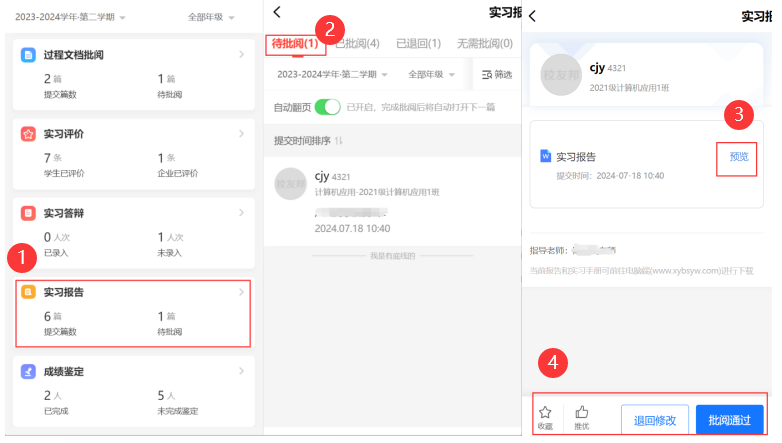 2023-2024学年·第二学期
全部年级
过程文档批阅
2篇
1篇
提交篇数
待批阅
实习评价
7条
1条
学生已评价
企业已评价
实习答辩
0人次
1人次
已录入
未录入
1
实习报告
6篇
1篇
提交篇数
待批阅
成绩鉴定
2人
5人
已完成
未完成鉴定
实习报
2
待批阅(1)
已批阅(4)
已退回(1)
无需批阅(0)
2023-2024学年·第二学期
全部年级
筛选
自动翻页
已开启，完成批阅后将自动打开下一篇
提交时间排序
校友邦
cjy 4321
计算机应用-2021级计算机应用1班
2024.07.18 10:40
我是有底线的
实习报
校友邦
cjy 4321
2021级计算机应用1班
3
W
实习报告
预览
提交时间：2024-07-18 10:40
指导老师：
当前报告和实习手册可前往电脑端(www.xybsyw.com)进行下载
4
收藏
推优
退回修改
批阅通过